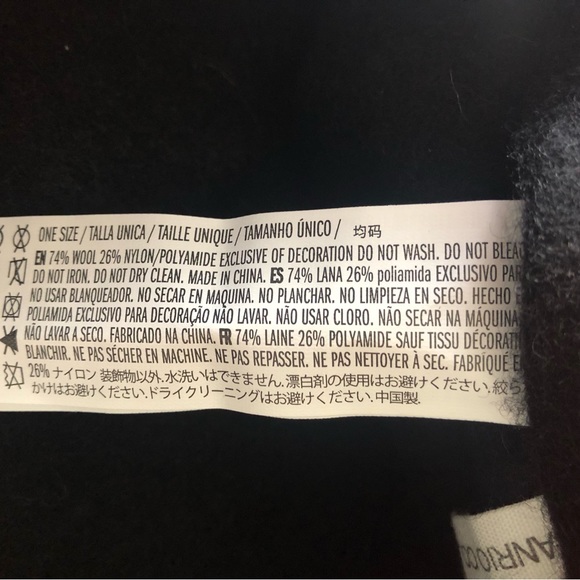 ONE SIZE / TALLA UNICA / TAILLE UNIQUE / TAMANHO ÚNICO / 均码
EN 74% WOOL 26% NYLON/POLYAMIDE EXCLUSIVE OF DECORATION DO NOT WASH. DO NOT
DO NOT IRON. DO NOT DRY CLEAN. MADE IN CHINA. ES 74% LANA 26% poliamida EXCLUSIVO
NO USAR BLANQUEADOR. NO SECAR EN MAQUINA. NO PLANCHAR. NO LIMPIEZA EN SECO. HECHO
POLIAMIDA EXCLUSIVO PARA DECORAÇÃO NÃO LAVAR. NÃO USAR CLORO. NÃO SECAR NA MÁQUINA
NÃO LAVAR A SECO. FABRICADO NA CHINA. FR 74% LAINE 26% POLYAMIDE SAUF TISSU
BLANCHIR. NE PAS SÉCHER EN MACHINE. NE PAS REPASSER. NE PAS NETTOYER À SEC. FABRIQUÉ
26% ナイロン 装飾物以外. 水洗いはできません. 漂白剤の使用はお避けください.
かけはお避けください. ドライクリーニングはお避けください. 中国製.